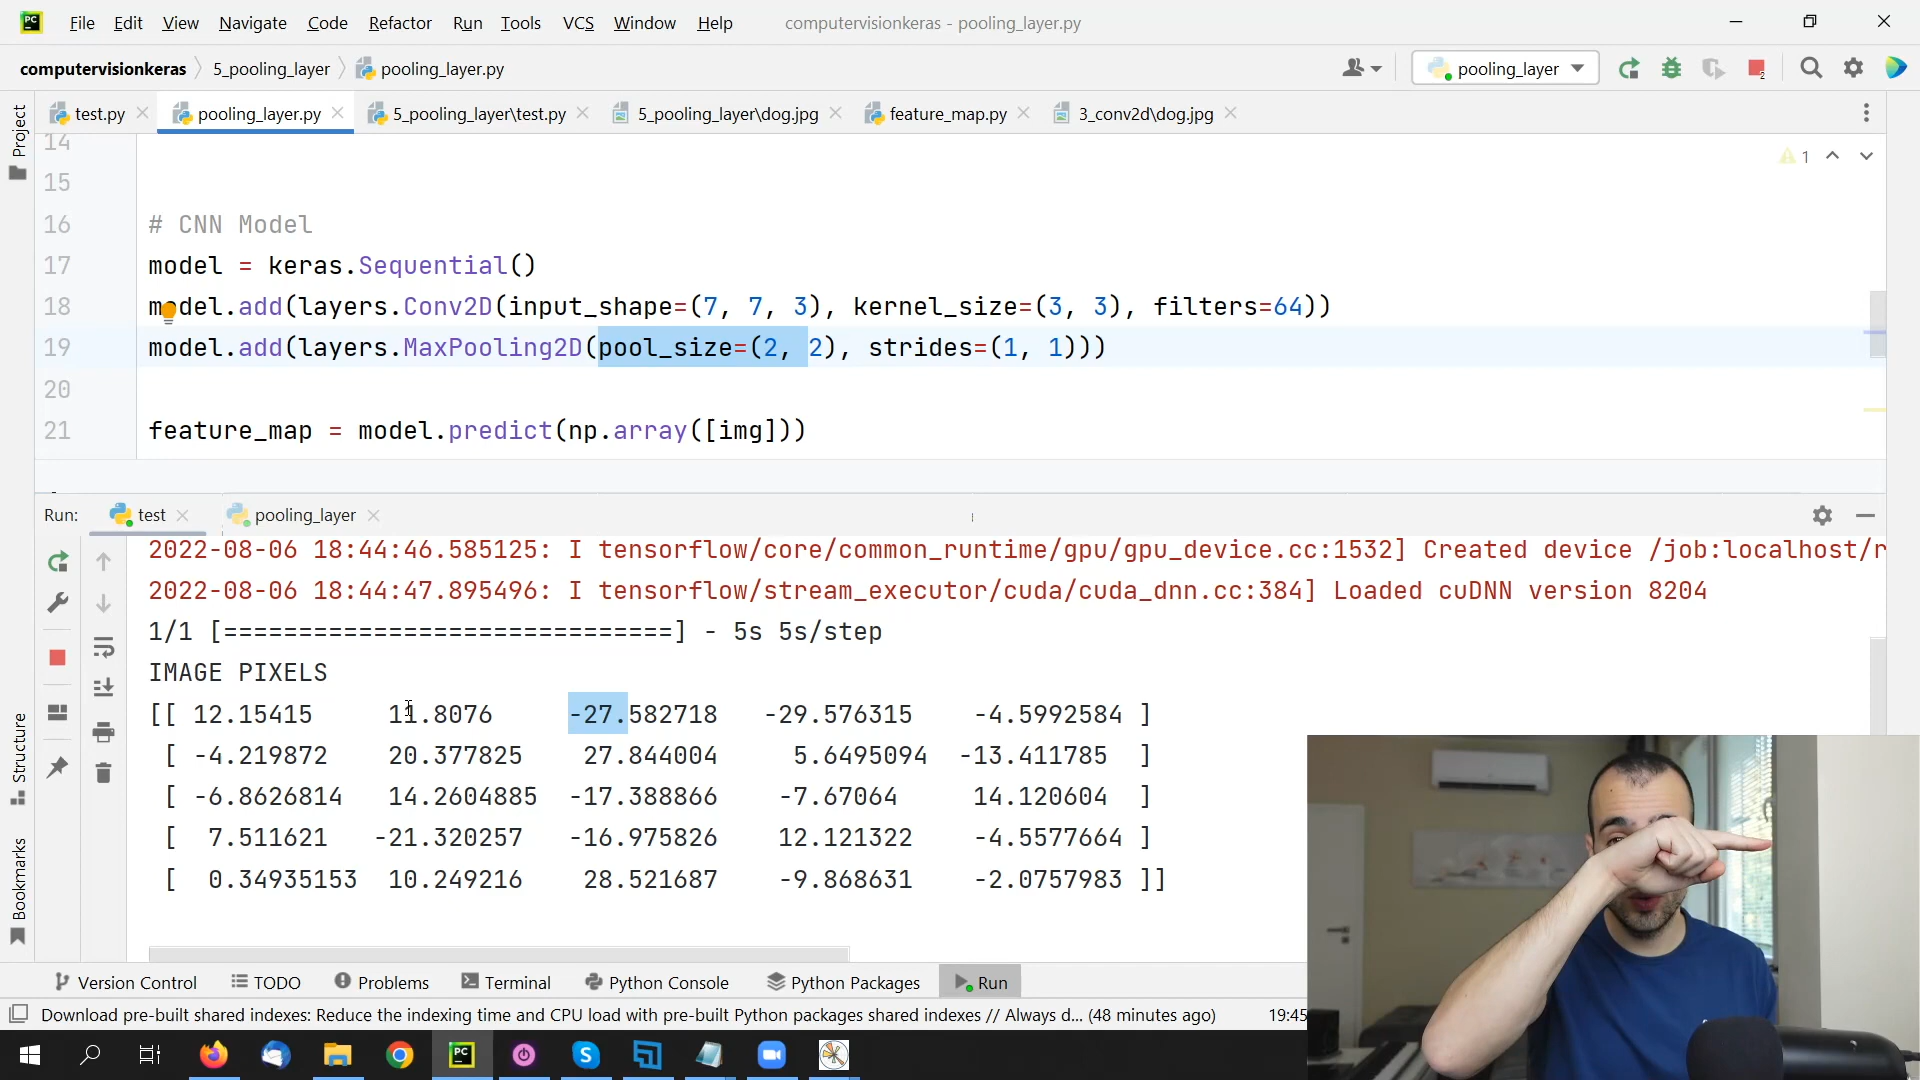 File Edit View Navigate Code Refactor Run Tools VCS Window Help computervisionkeras - pooling_layer.py
computervisionkeras 5_pooling_layer pooling_layer.py pooling_layer
test.py pooling_layer.py 5_pooling_layer\test.py 5_pooling_layer\dog.jpg feature_map.py 3_conv2d\dog.jpg
Project
14
1
15
16 # CNN Model
17 model = keras.Sequential()
18 model.add(layers.Conv2D(input_shape=(7, 7, 3), kernel_size=(3, 3), filters=64))
19 model.add(layers.MaxPooling2D(pool_size=(2, 2), strides=(1, 1)))
20
21 feature_map = model.predict(np.array([img]))
Run: test pooling_layer
2022-08-06 18:44:46.585125: I tensorflow/core/common_runtime/gpu/gpu_device.cc:1532] Created device /job:localhost/r
2022-08-06 18:44:47.895496: I tensorflow/stream_executor/cuda/cuda_dnn.cc:384] Loaded cuDNN version 8204
1/1 [==============================] - 5s 5s/step
IMAGE PIXELS
[[ 12.15415 11.8076 -27.582718 -29.576315 -4.5992584 ]
[ -4.219872 20.377825 27.844004 5.6495094 -13.411785 ]
[ -6.8626814 14.2604885 -17.388866 -7.67064 14.120604 ]
[ 7.511621 -21.320257 -16.975826 12.121322 -4.5577664 ]
[ 0.34935153 10.249216 28.521687 -9.868631 -2.0757983 ]]
Structure
Bookmarks
Version Control TODO Problems Terminal Python Console Python Packages Run
Download pre-built shared indexes: Reduce the indexing time and CPU load with pre-built Python packages shared indexes // Always d... (48 minutes ago) 19:45